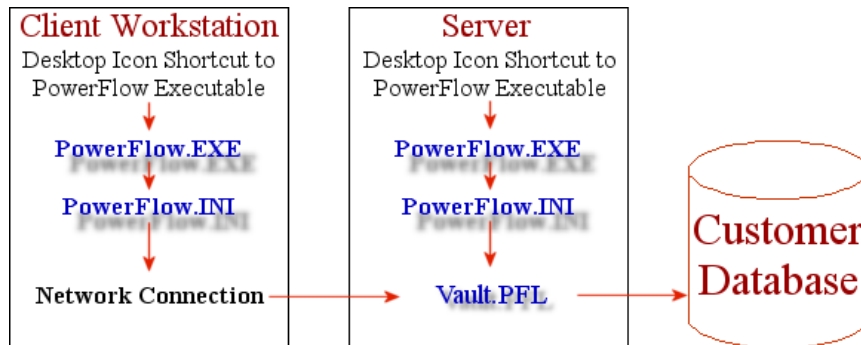 Client Workstation
Desktop Icon Shortcut to
PowerFlow Executable
PowerFlow.EXE
PowerFlow.INI
Network Connection
Server
Desktop Icon Shortcut to
PowerFlow Executable
PowerFlow.EXE
PowerFlow.INI
Vault.PFL
Customer
Database